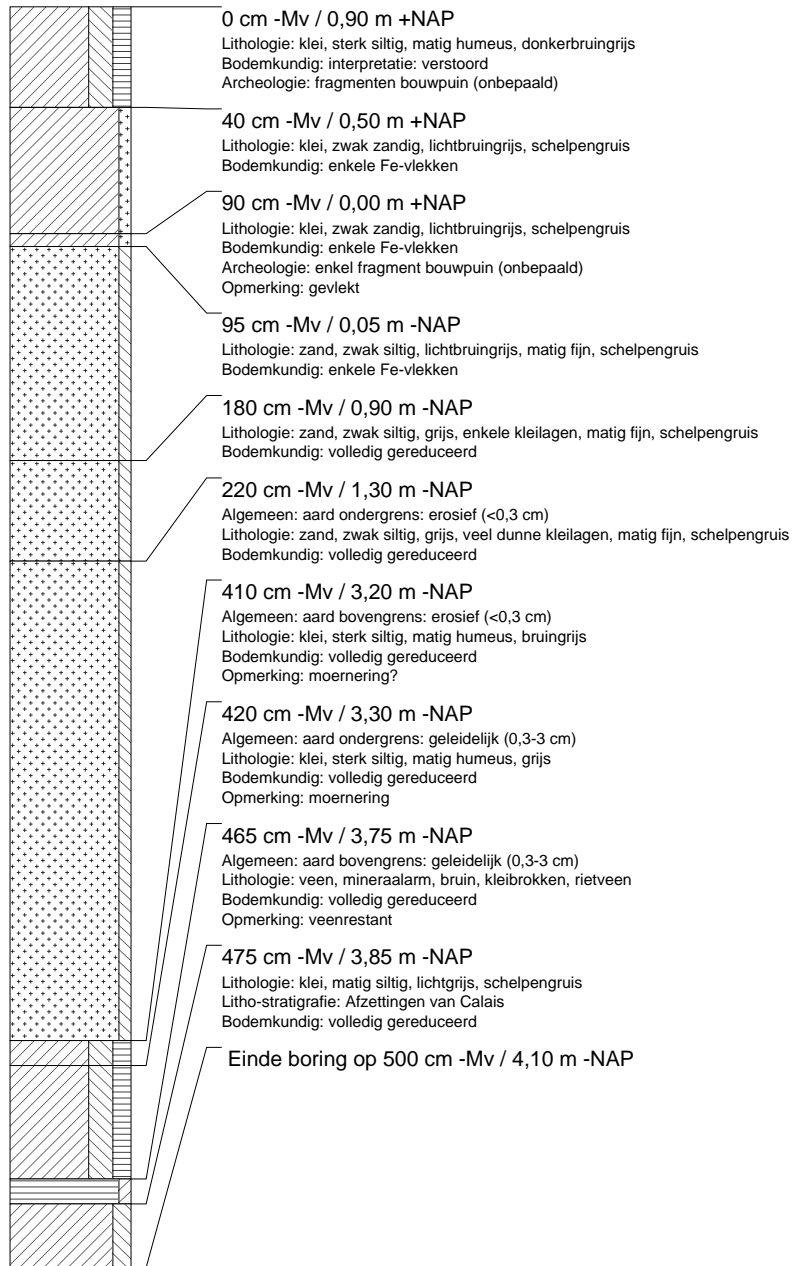 0 cm -Mv / 0,90 m +NAP
Lithologie: klei, sterk siltig, matig humeus, donkerbruingrijs
Bodemkundig: interpretatie: verstoord
Archeologie: fragmenten bouwpuin (onbepaald)
40 cm -Mv / 0,50 m +NAP
Lithologie: klei, zwak zandig, lichtbruingrijs, schelpengruis
Bodemkundig: enkele Fe-vlekken
90 cm -Mv / 0,00 m +NAP
Lithologie: klei, zwak zandig, lichtbruingrijs, schelpengruis
Bodemkundig: enkele Fe-vlekken
Archeologie: enkel fragment bouwpuin (onbepaald)
Opmerking: gevlekt
95 cm -Mv / 0,05 m -NAP
Lithologie: zand, zwak siltig, lichtbruingrijs, matig fijn, schelpengruis
Bodemkundig: enkele Fe-vlekken
180 cm -Mv / 0,90 m -NAP
Lithologie: zand, zwak siltig, grijs, enkele kleilagen, matig fijn, schelpengruis
Bodemkundig: volledig gereduceerd
220 cm -Mv / 1,30 m -NAP
Algemeen: aard ondergrens: erosief (<0,3 cm)
Lithologie: zand, zwak siltig, grijs, veel dunne kleilagen, matig fijn, schelpengruis
Bodemkundig: volledig gereduceerd
410 cm -Mv / 3,20 m -NAP
Algemeen: aard bovengrens: erosief (<0,3 cm)
Lithologie: klei, sterk siltig, matig humeus, bruingrijs
Bodemkundig: volledig gereduceerd
Opmerking: moernering?
420 cm -Mv / 3,30 m -NAP
Algemeen: aard ondergrens: geleidelijk (0,3-3 cm)
Lithologie: klei, sterk siltig, matig humeus, grijs
Bodemkundig: volledig gereduceerd
Opmerking: moernering
465 cm -Mv / 3,75 m -NAP
Algemeen: aard bovengrens: geleidelijk (0,3-3 cm)
Lithologie: veen, mineraalarm, bruin, kleibrokken, rietveen
Bodemkundig: volledig gereduceerd
Opmerking: veenrestant
475 cm -Mv / 3,85 m -NAP
Lithologie: klei, matig siltig, lichtgrijs, schelpengruis
Litho-stratigrafie: Afzettingen van Calais
Bodemkundig: volledig gereduceerd
Einde boring op 500 cm -Mv / 4,10 m -NAP